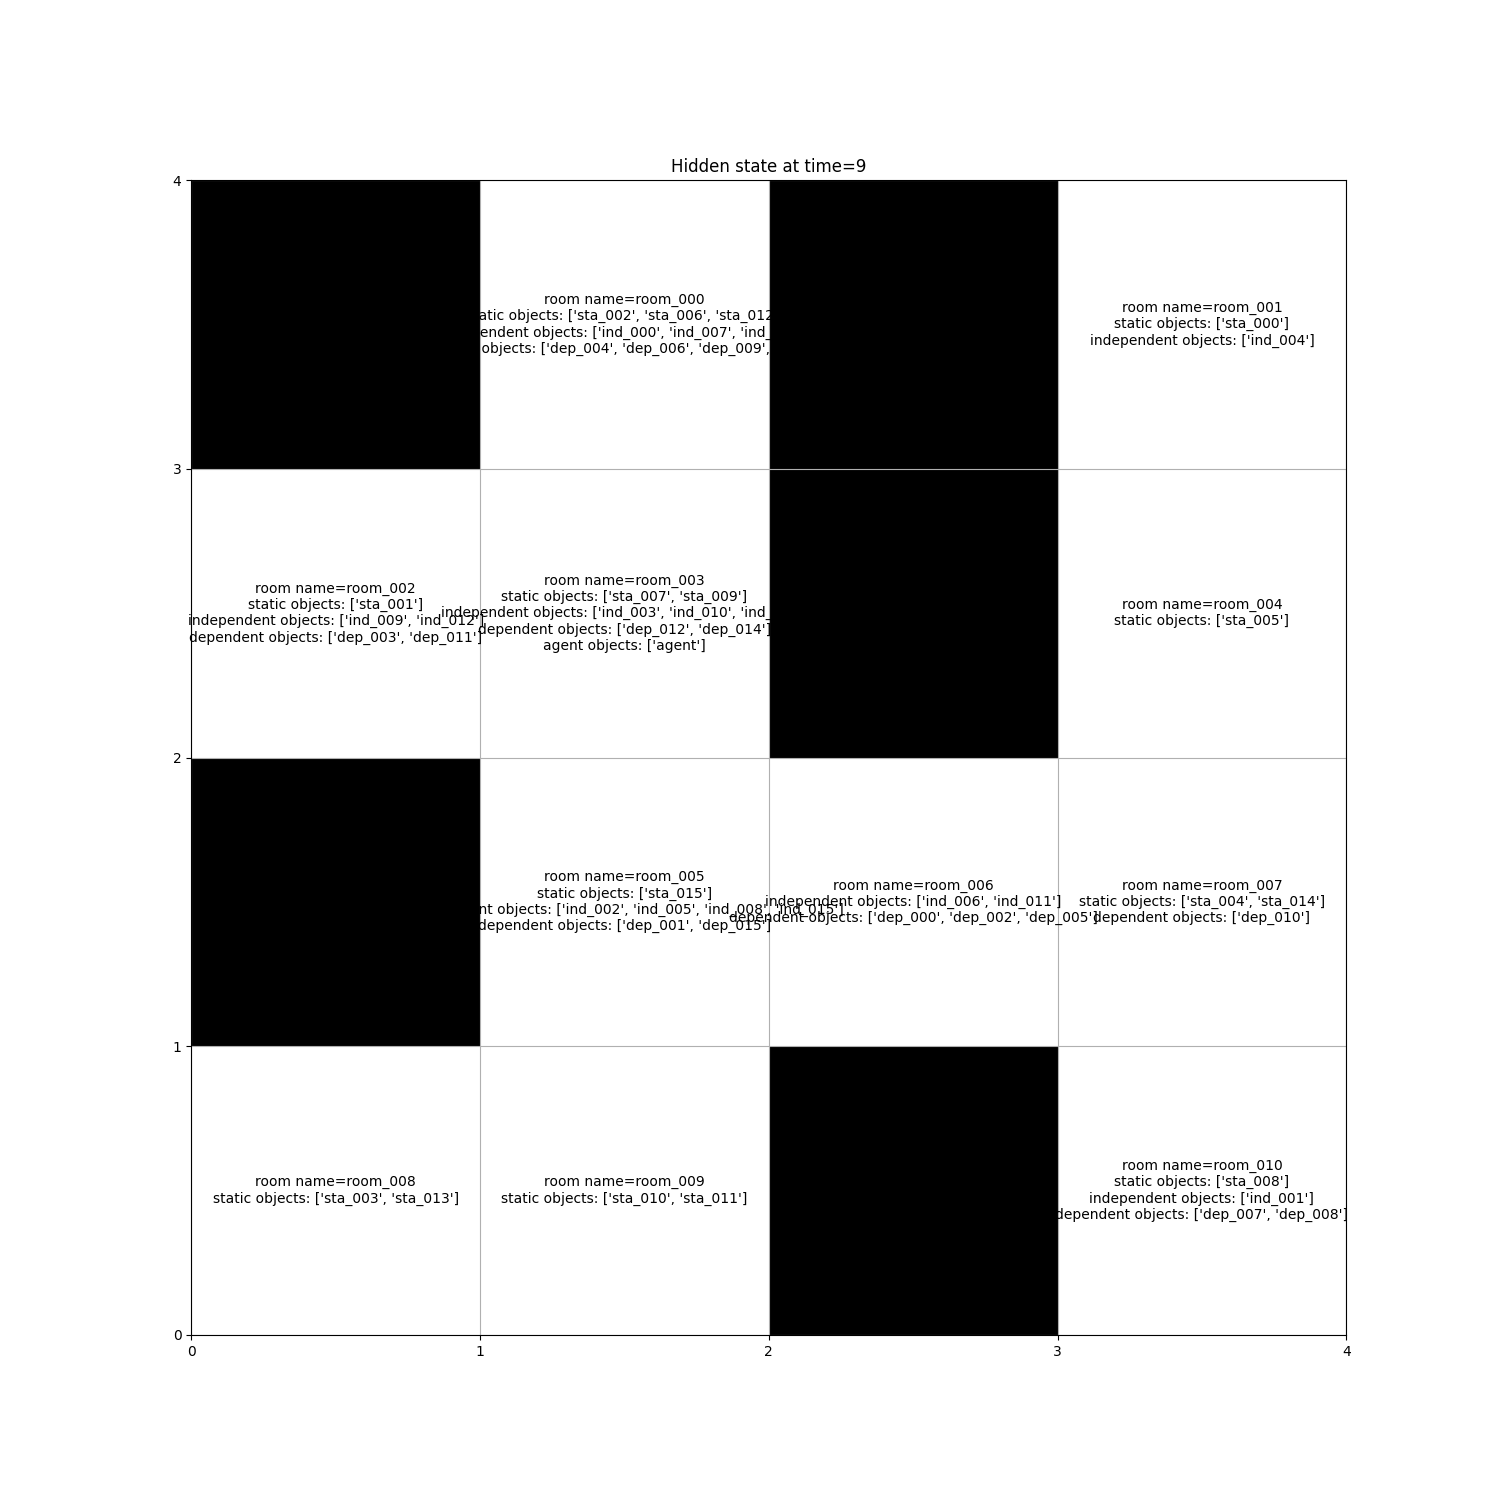 Hidden state at time=9
4
room name=room_000
static objects: ['sta_002', 'sta_006', 'sta_012
objects: ['ind_000', 'ind_007', 'ind_
objects: ['dep_004', 'dep_006', 'dep_009',
room name=room_001
static objects: ['sta_000']
independent objects: ['ind_004']
3
room name=room_002
static objects: ['sta_001']
independent objects: ['ind_009', 'ind_012']
dependent objects: ['dep_003', 'dep_011']
room name=room_003
static objects: ['sta_007', 'sta_009']
independent objects: ['ind_003', 'ind_010', 'ind_
dependent objects: ['dep_012', 'dep_014']
agent objects: ['agent']
room name=room_004
static objects: ['sta_005']
2
room name=room_005
static objects: ['sta_015']
nt objects: ['ind_002', 'ind_005', 'ind_008', 'ind_015']
dependent objects: ['dep_001', 'dep_015']
room name=room_006
independent objects: ['ind_006', 'ind_011']
dependent objects: ['dep_000', 'dep_002', 'dep_005']
room name=room_007
static objects: ['sta_004', 'sta_014']
dependent objects: ['dep_010']
1
room name=room_008
static objects: ['sta_003', 'sta_013']
room name=room_009
static objects: ['sta_010', 'sta_011']
room name=room_010
static objects: ['sta_008']
independent objects: ['ind_001']
dependent objects: ['dep_007', 'dep_008']
0
0 1 2 3 4